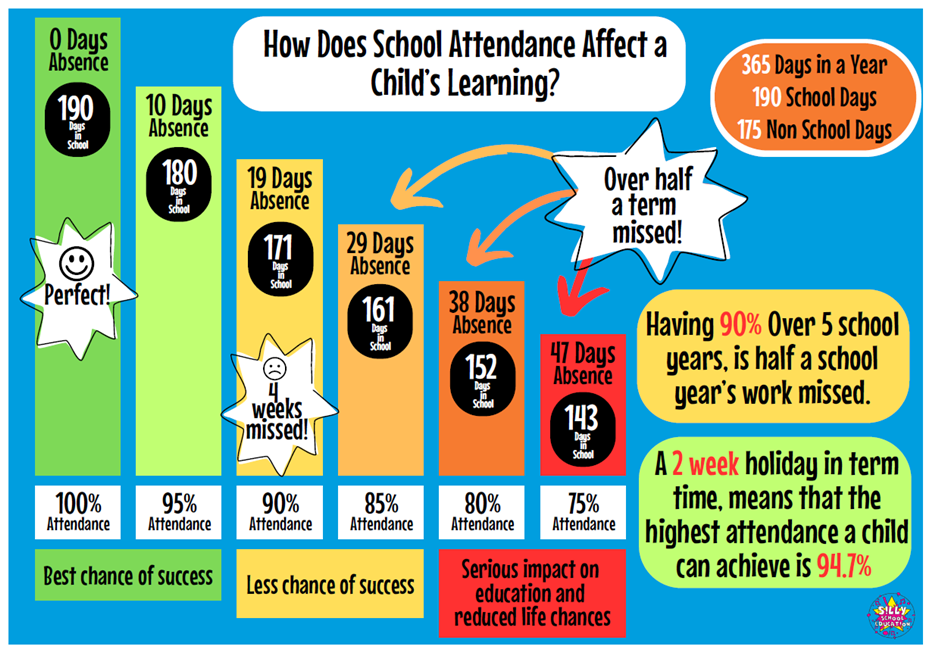 How Does School Attendance Affect a
Child's Learning?
365 Days in a Year
190 School Days
175 Non School Days
0 Days
Absence
190
Days
in
School
Perfect!
10 Days
Absence
180
Days
in
School
19 Days
Absence
171
Days
in
School
4
weeks
missed!
29 Days
Absence
161
Days
in
School
38 Days
Absence
152
Days
in
School
47 Days
Absence
143
Days
in
School
Over half
a term
missed!
Having 90% Over 5 school
years, is half a school
year's work missed.
A 2 week holiday in term
time, means that the
highest attendance a child
can achieve is 94.7%
100%
Attendance
95%
Attendance
90%
Attendance
85%
Attendance
80%
Attendance
75%
Attendance
Best chance of success
Less chance of success
Serious impact on
education and
reduced life chances
SILLY
SCHOOL
EDUCATION